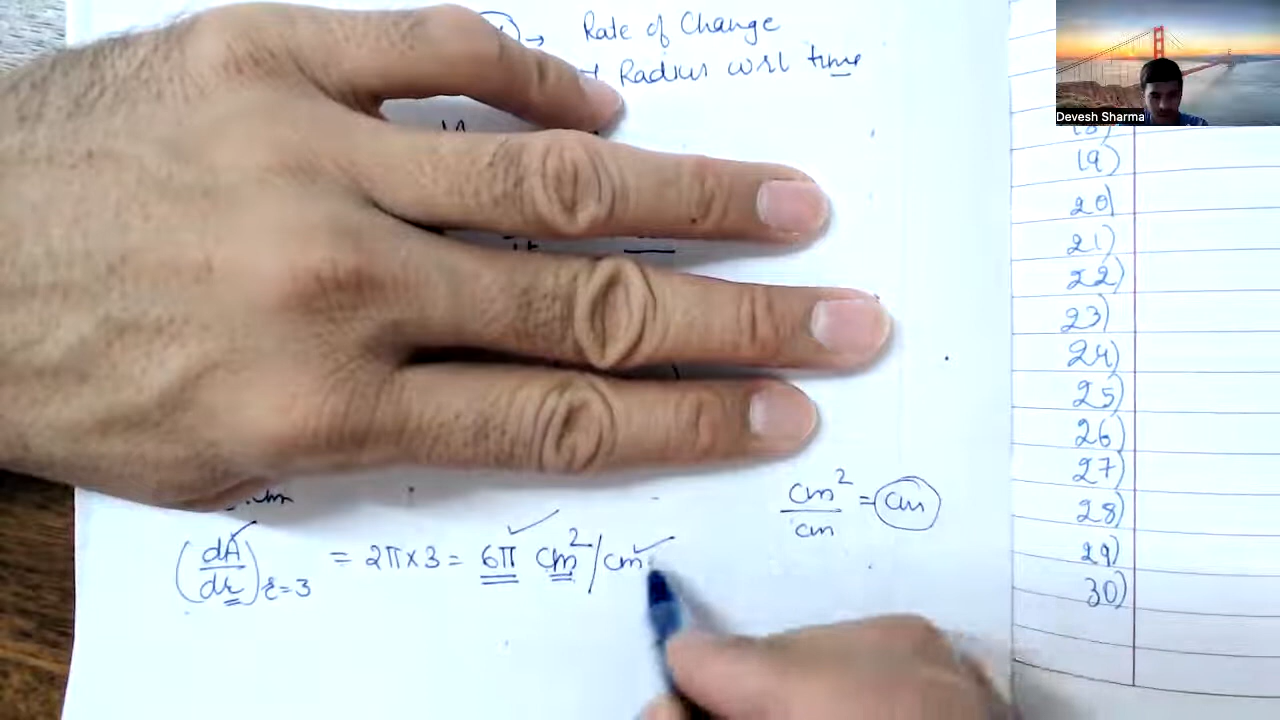 → Rate of Change
Radius wrt time
cm² / cm = cm
(dA/dr) r=3 = 2π×3 = 6π cm²/cm
19)
20)
21)
22)
23)
24)
25)
26)
27)
28)
29)
30)
Devesh Sharma